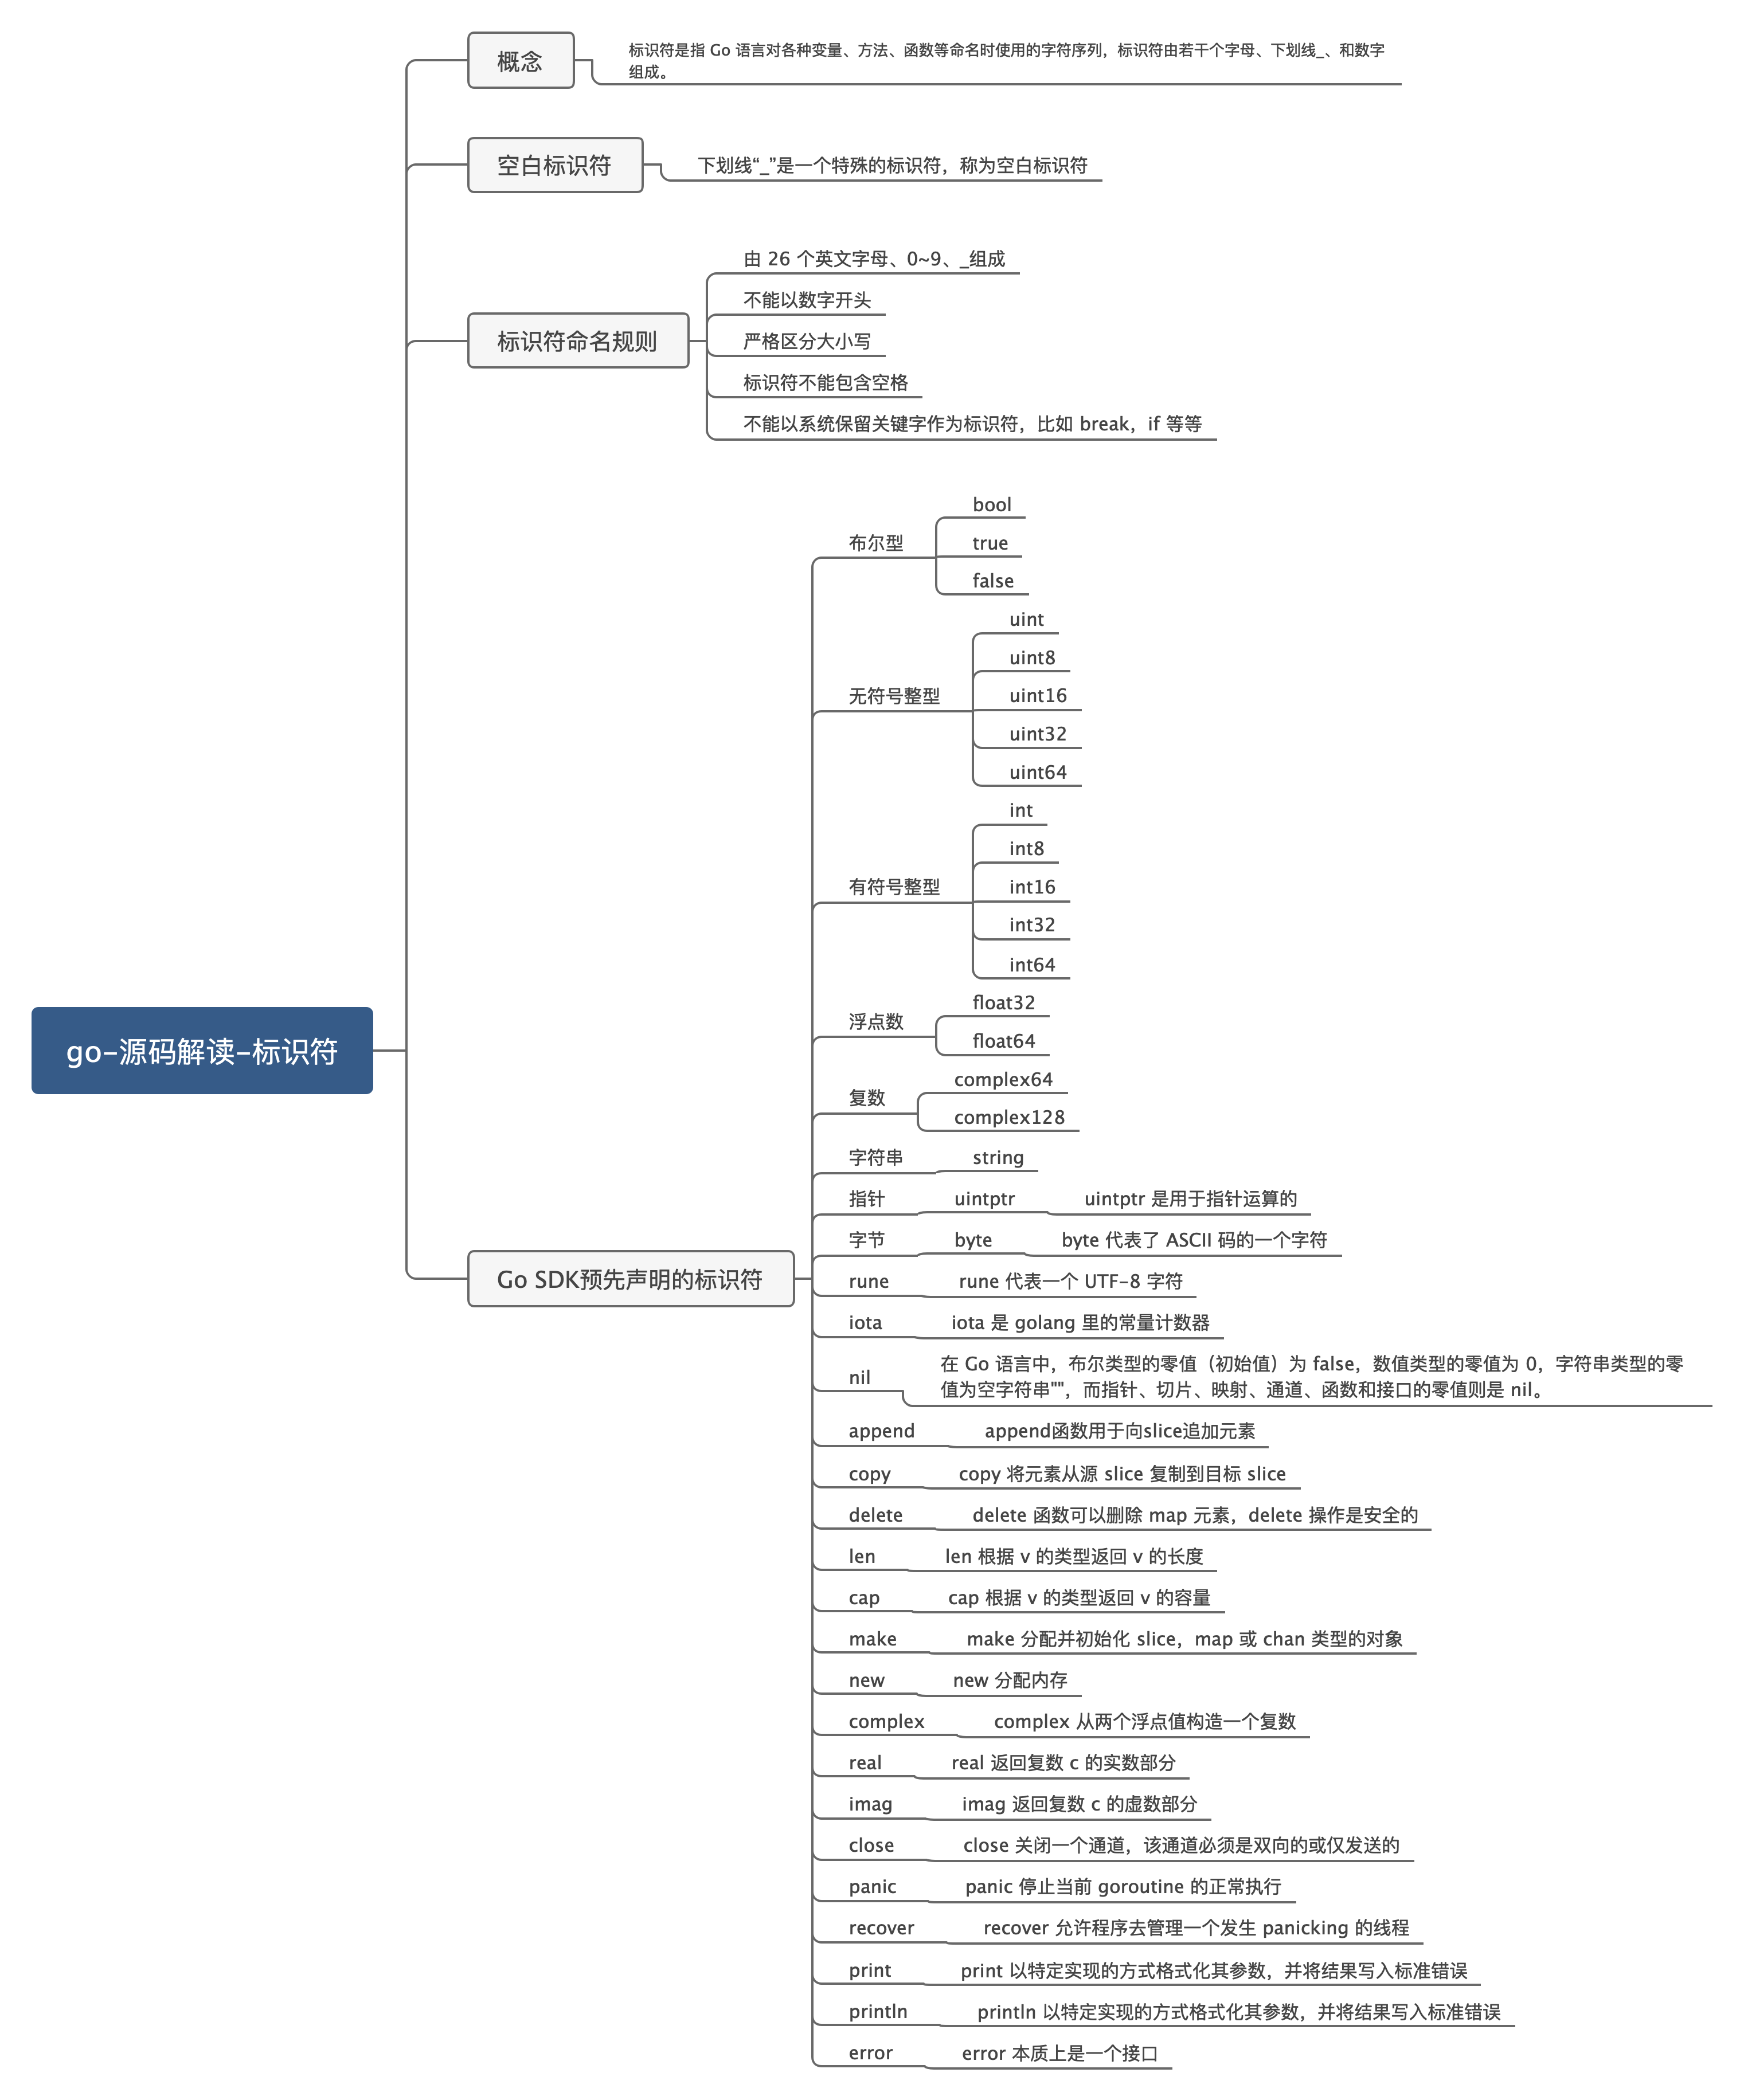 概念
标识符是指 Go 语言对各种变量、方法、函数等命名时使用的字符序列，标识符由若干个字母、下划线_、和数字
组成。
空白标识符
下划线“_”是一个特殊的标识符，称为空白标识符
标识符命名规则
由 26 个英文字母、0~9、_组成
不能以数字开头
严格区分大小写
标识符不能包含空格
不能以系统保留关键字作为标识符，比如 break，if 等等
go-源码解读-标识符
Go SDK预先声明的标识符
布尔型
bool
true
false
无符号整型
uint
uint8
uint16
uint32
uint64
有符号整型
int
int8
int16
int32
int64
浮点数
float32
float64
复数
complex64
complex128
字符串
string
指针
uintptr
uintptr 是用于指针运算的
字节
byte
byte 代表了 ASCII 码的一个字符
rune
rune 代表一个 UTF-8 字符
iota
iota 是 golang 里的常量计数器
nil
在 Go 语言中，布尔类型的零值（初始值）为 false，数值类型的零值为 0，字符串类型的零
值为空字符串""，而指针、切片、映射、通道、函数和接口的零值则是 nil。
append
append函数用于向slice追加元素
copy
copy 将元素从源 slice 复制到目标 slice
delete
delete 函数可以删除 map 元素，delete 操作是安全的
len
len 根据 v 的类型返回 v 的长度
cap
cap 根据 v 的类型返回 v 的容量
make
make 分配并初始化 slice，map 或 chan 类型的对象
new
new 分配内存
complex
complex 从两个浮点值构造一个复数
real
real 返回复数 c 的实数部分
imag
imag 返回复数 c 的虚数部分
close
close 关闭一个通道，该通道必须是双向的或仅发送的
panic
panic 停止当前 goroutine 的正常执行
recover
recover 允许程序去管理一个发生 panicking 的线程
print
print 以特定实现的方式格式化其参数，并将结果写入标准错误
println
println 以特定实现的方式格式化其参数，并将结果写入标准错误
error
error 本质上是一个接口